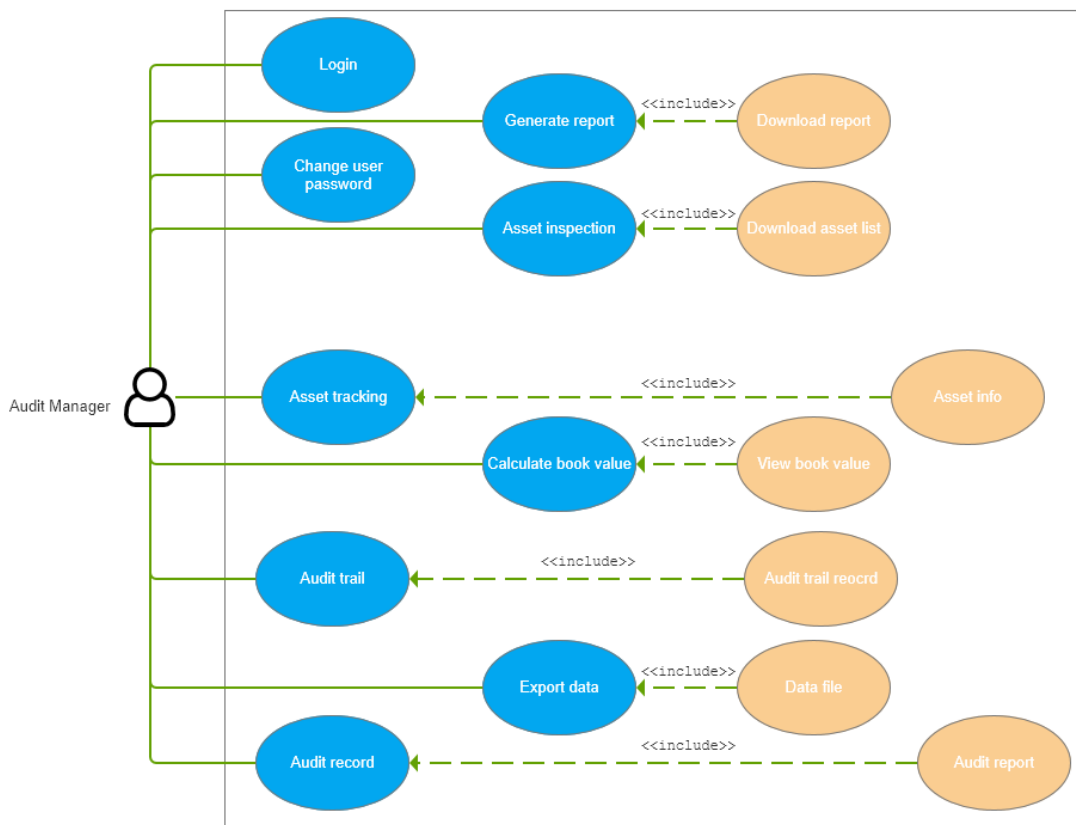 Login
Generate report
<<include>>
Download report
Change user
password
Asset inspection
<<include>>
Download asset list
Audit Manager
Asset tracking
<<include>>
Asset info
Calculate book value
<<include>>
View book value
Audit trail
<<include>>
Audit trail reocrd
Export data
<<include>>
Data file
Audit record
<<include>>
Audit report